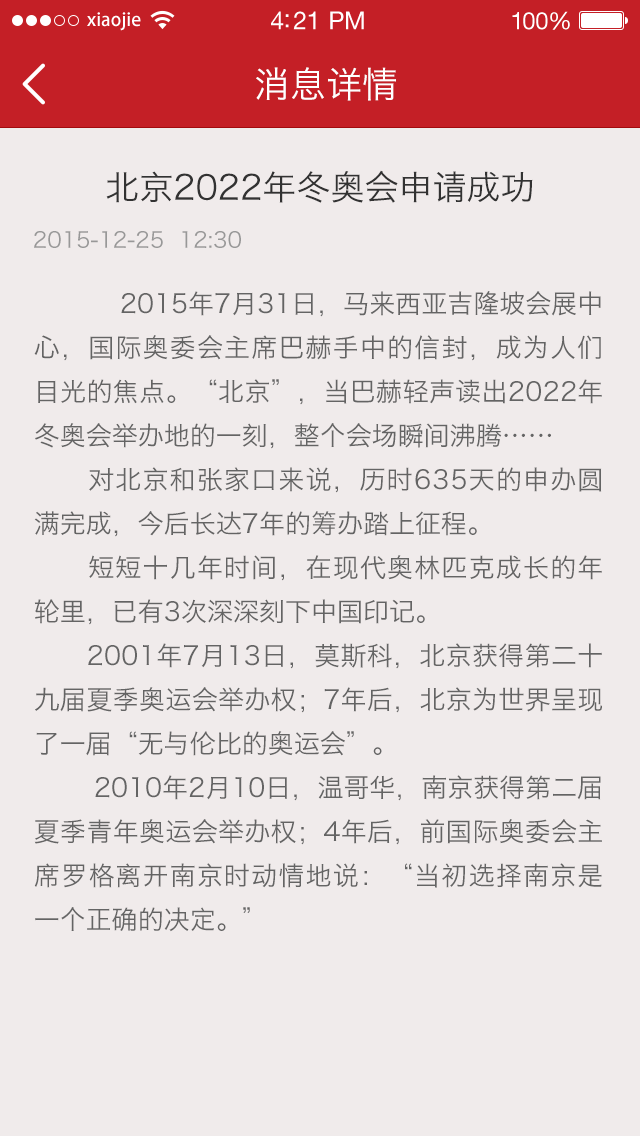 xiaojie 4:21 PM 100%
消息详情
北京2022年冬奥会申请成功
2015-12-25 12:30
2015年7月31日，马来西亚吉隆坡会展中
心，国际奥委会主席巴赫手中的信封，成为人们
目光的焦点。“北京”，当巴赫轻声读出2022年
冬奥会举办地的一刻，整个会场瞬间沸腾……
对北京和张家口来说，历时635天的申办圆
满完成，今后长达7年的筹办踏上征程。
短短十几年时间，在现代奥林匹克成长的年
轮里，已有3次深深刻下中国印记。
2001年7月13日，莫斯科，北京获得第二十
九届夏季奥运会举办权；7年后，北京为世界呈现
了一届“无与伦比的奥运会”。
2010年2月10日，温哥华，南京获得第二届
夏季青年奥运会举办权；4年后，前国际奥委会主
席罗格离开南京时动情地说：“当初选择南京是
一个正确的决定。”